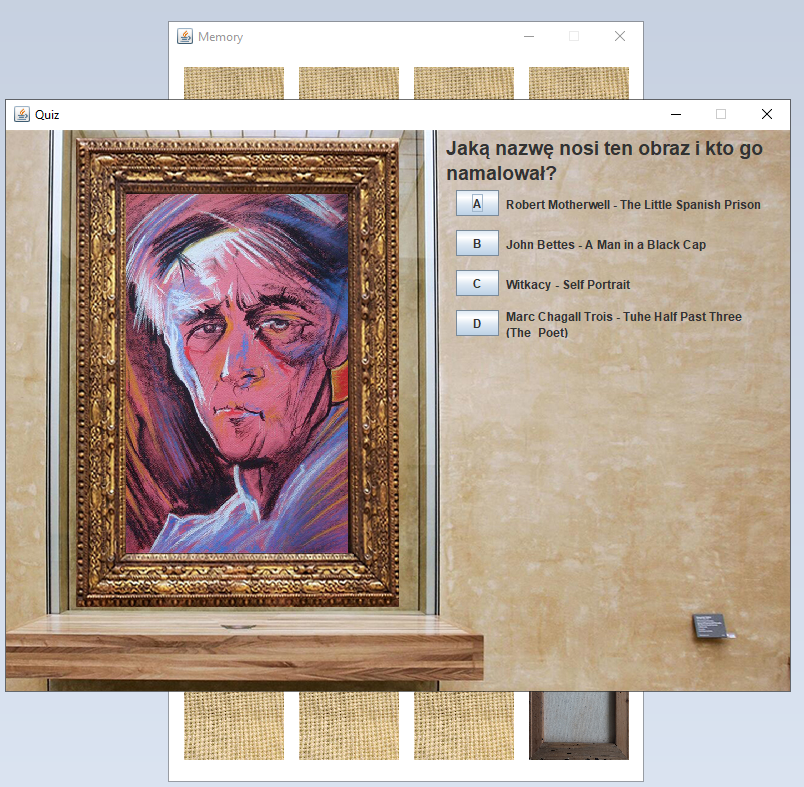 Memory
Quiz
Jaką nazwę nosi ten obraz i kto go
namalował?
A Robert Motherwell - The Little Spanish Prison
B John Bettes - A Man in a Black Cap
C Witkacy - Self Portrait
D Marc Chagall Trois - Tuhe Half Past Three
(The Poet)